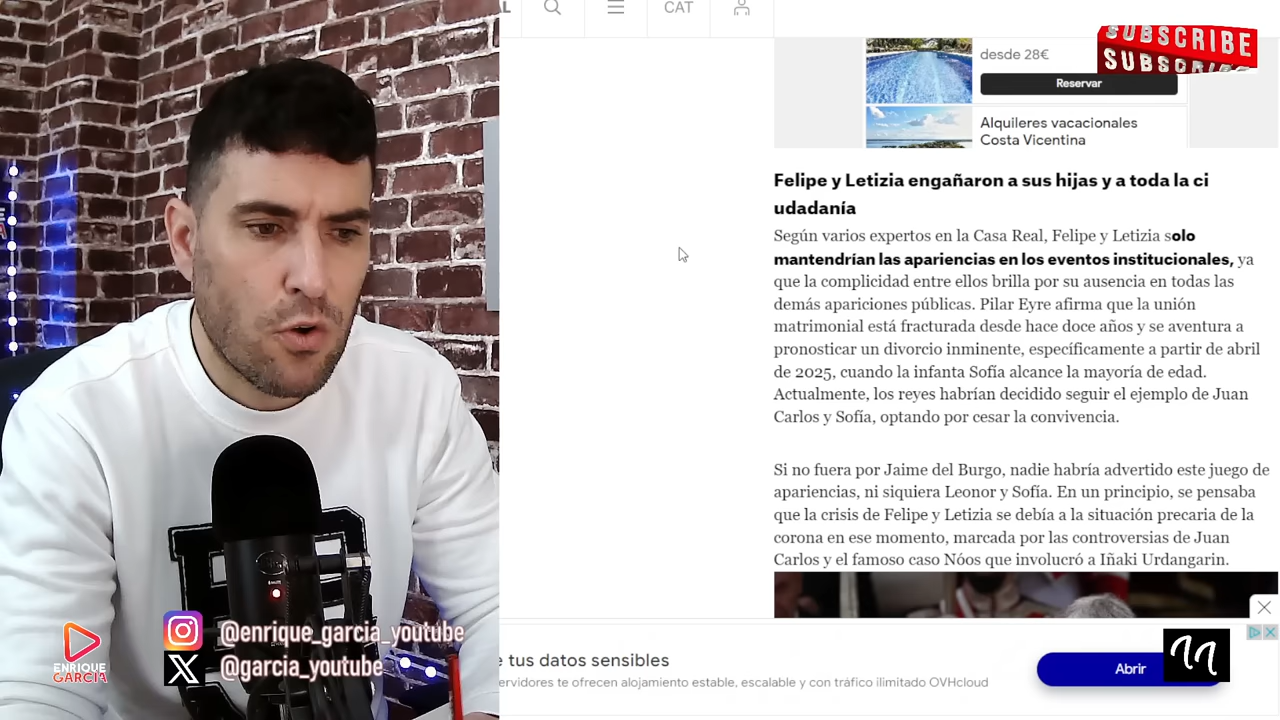 CAT
SUBSCRIBE
SUBSCRIBE
desde 28€
Reservar
Alquileres vacacionales
Costa Vicentina
Felipe y Letizia engañaron a sus hijas y a toda la ci
udadanía
Según varios expertos en la Casa Real, Felipe y Letizia solo
mantendrían las apariencias en los eventos institucionales, ya
que la complicidad entre ellos brilla por su ausencia en todas las
demás apariciones públicas. Pilar Eyre afirma que la unión
matrimonial está fracturada desde hace doce años y se aventura a
pronosticar un divorcio inminente, específicamente a partir de abril
de 2025, cuando la infanta Sofía alcance la mayoría de edad.
Actualmente, los reyes habrían decidido seguir el ejemplo de Juan
Carlos y Sofía, optando por cesar la convivencia.
Si no fuera por Jaime del Burgo, nadie habría advertido este juego de
apariencias, ni siquiera Leonor y Sofía. En un principio, se pensaba
que la crisis de Felipe y Letizia se debía a la situación precaria de la
corona en ese momento, marcada por las controversias de Juan
Carlos y el famoso caso Nóos que involucró a Iñaki Urdangarin.
e tus datos sensibles
ervidores te ofrecen alojamiento estable, escalable y con tráfico ilimitado OVHcloud
Abrir
ENRIQUE
GARCIA
@enrique_garcia_youtube
@garcia_youtube